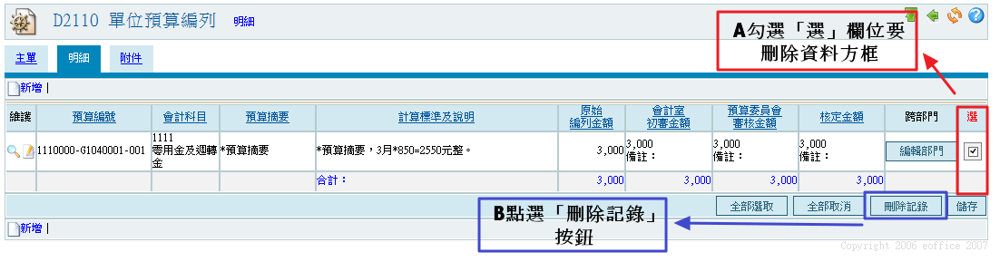 D2110 單位預算編列 明細
A勾選「選」欄位要
刪除資料方框
主單 明細 附件
新增 |
維護 預算編號 會計科目 預算摘要 計算標準及說明 原始 編列金額 會計室 初審金額 預算委員會 審核金額 核定金額 跨部門 選
1110000-G1040001-001 1111 零用金及週轉金 *預算摘要 *預算摘要，3月*850=2550元整。 3,000 3,000 備註： 3,000 備註： 3,000 備註： 編輯部門
合計： 3,000 3,000 3,000 3,000
全部選取 全部取消 刪除記錄 儲存
B點選「刪除記錄」
按鈕
新增 |
Copyright 2006 eoffice 2007